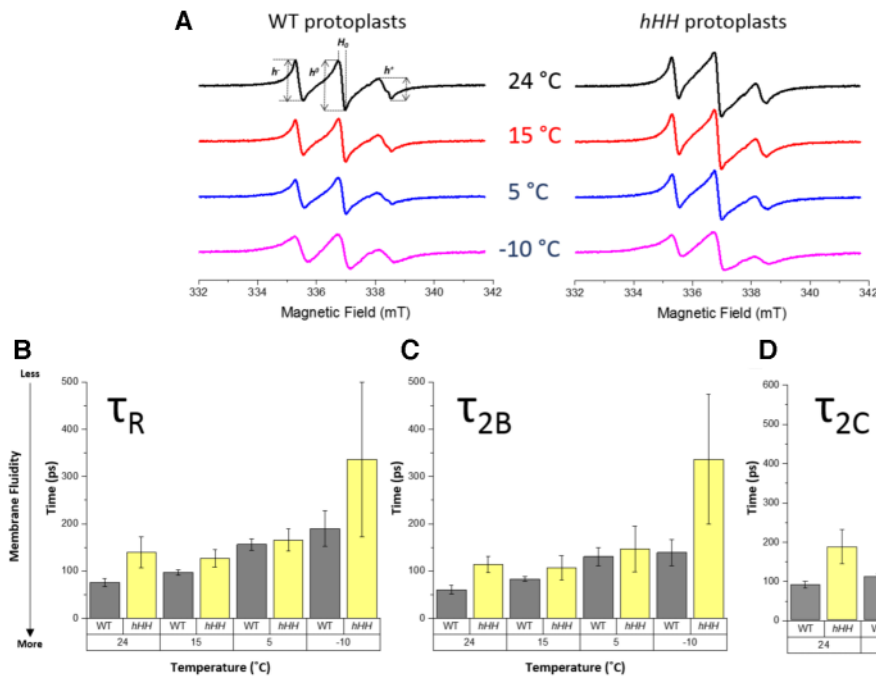 A
WT protoplasts
hHH protoplasts
h⁻ h⁰ H₀ h⁺
24 °C
15 °C
5 °C
-10 °C
332 334 336 338 340 342
Magnetic Field (mT)
332 334 336 338 340 342
Magnetic Field (mT)
B
Less
Membrane Fluidity
More
τR
Time (ps)
500
400
300
200
100
0
WT hHH WT hHH WT hHH WT hHH
24 15 5 -10
Temperature (˚C)
C
τ2B
Time (ps)
500
400
300
200
100
0
WT hHH WT hHH WT hHH WT hHH
24 15 5 -10
Temperature (˚C)
D
τ2C
Time (ps)
600
500
400
300
200
100
0
WT hHH
24